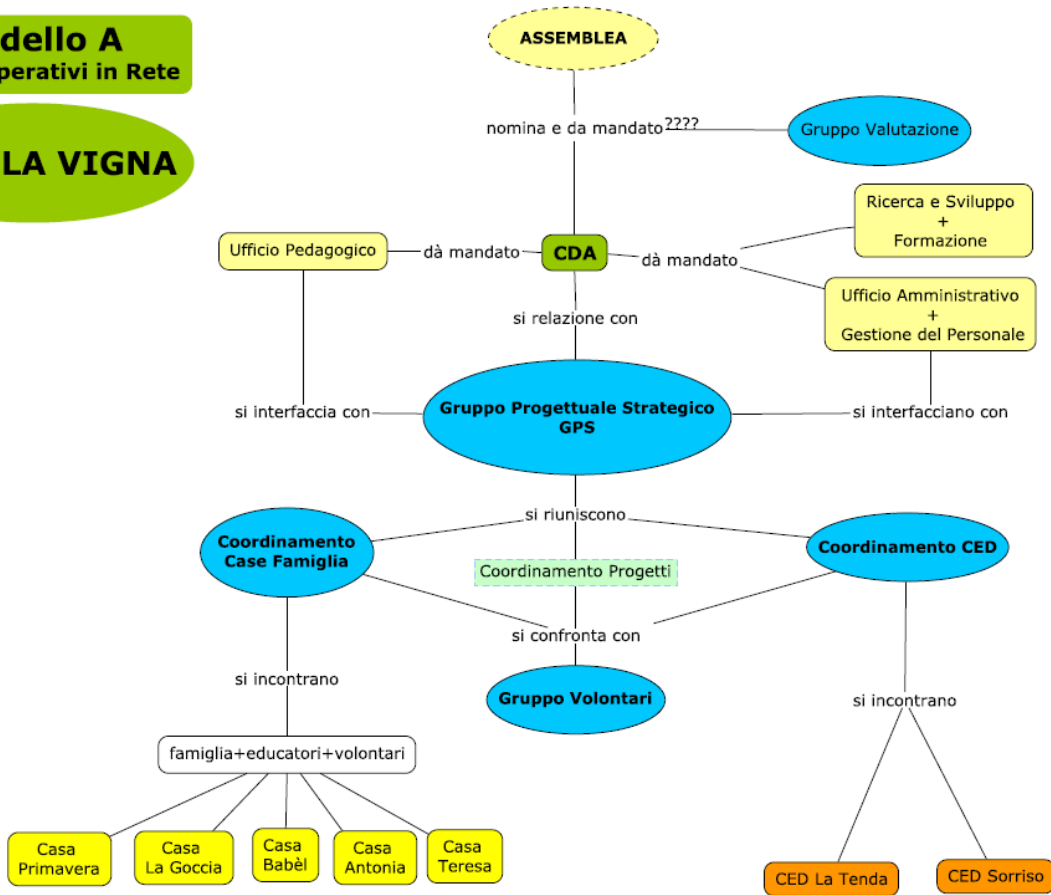 dello A
perativi in Rete
LA VIGNA
ASSEMBLEA
nomina e da mandato
????
Gruppo Valutazione
Ricerca e Sviluppo
+
Formazione
Ufficio Pedagogico
dà mandato
CDA
dà mandato
Ufficio Amministrativo
+
Gestione del Personale
si relazione con
si interfaccia con
Gruppo Progettuale Strategico
GPS
si interfacciano con
si riuniscono
Coordinamento
Case Famiglia
Coordinamento CED
Coordinamento Progetti
si confronta con
si incontrano
Gruppo Volontari
si incontrano
famiglia+educatori+volontari
Casa
Primavera
Casa
La Goccia
Casa
Babèl
Casa
Antonia
Casa
Teresa
CED La Tenda
CED Sorriso